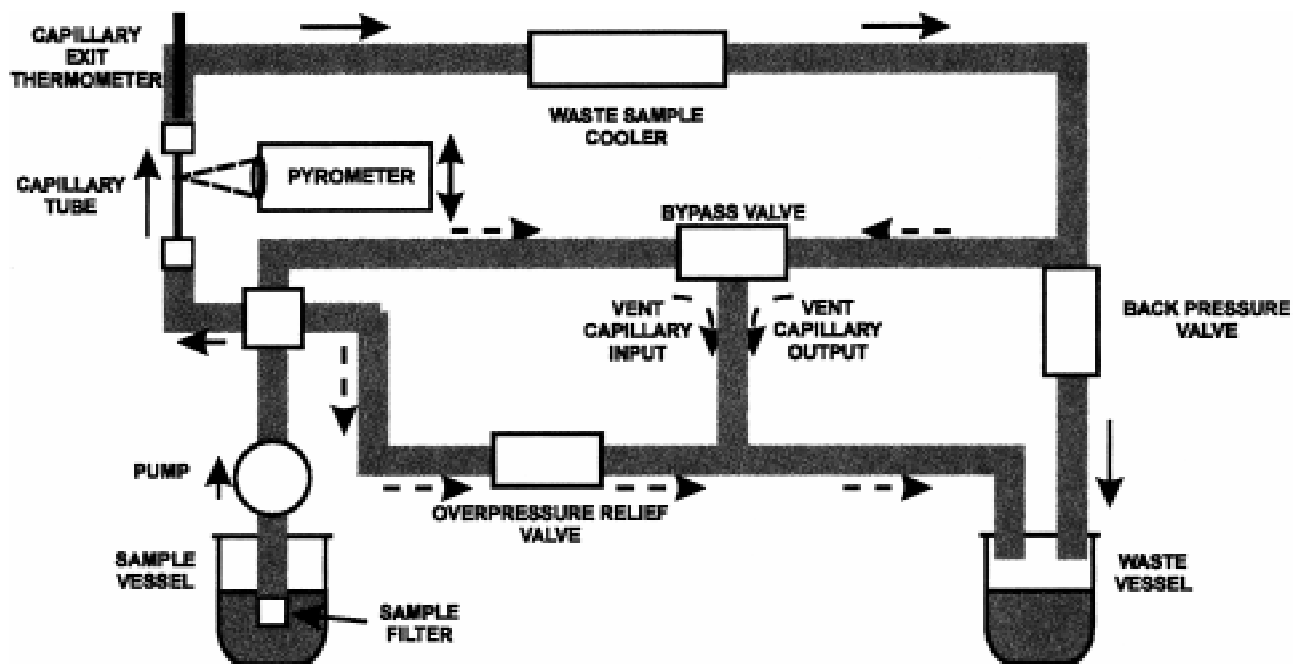 CAPILLARY
EXIT
THERMOMETER
WASTE SAMPLE
COOLER
PYROMETER
CAPILLARY
TUBE
BYPASS VALVE
VENT
CAPILLARY
INPUT
VENT
CAPILLARY
OUTPUT
BACK PRESSURE
VALVE
PUMP
OVERPRESSURE RELIEF
VALVE
SAMPLE
VESSEL
WASTE
VESSEL
SAMPLE
FILTER